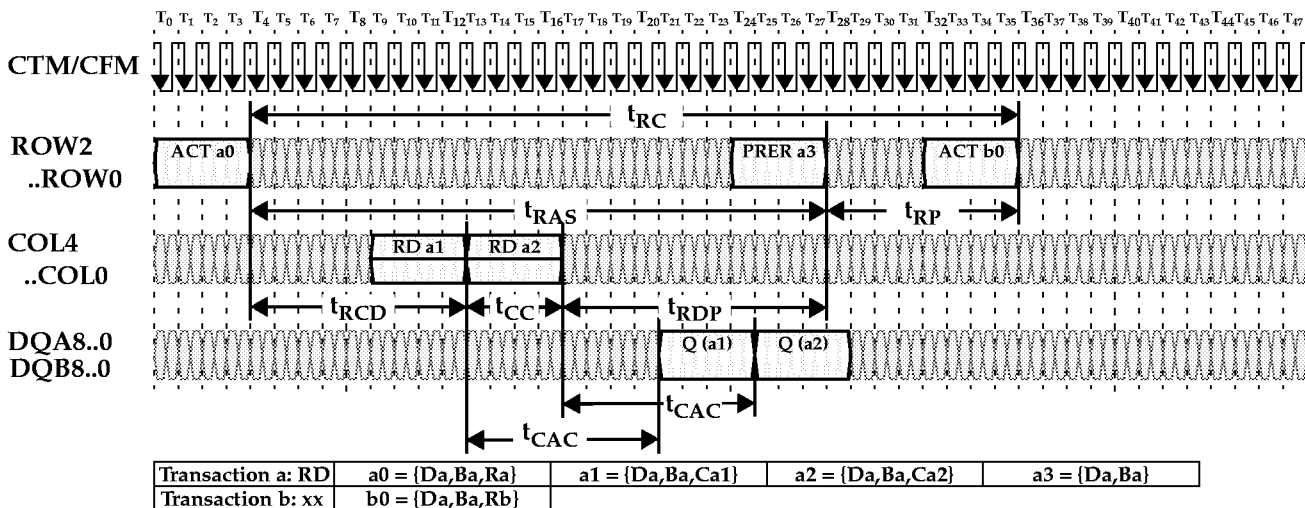 T0 T1 T2 T3 T4 T5 T6 T7 T8 T9 T10 T11 T12 T13 T14 T15 T16 T17 T18 T19 T20 T21 T22 T23 T24 T25 T26 T27 T28 T29 T30 T31 T32 T33 T34 T35 T36 T37 T38 T39 T40 T41 T42 T43 T44 T45 T46 T47
CTM/CFM
tRC
ROW2
..ROW0
ACT a0 PRER a3 ACT b0
tRAS tRP
COL4
..COL0
RD a1 RD a2
tRCD tCC tRDP
DQA8..0
DQB8..0
Q (a1) Q (a2)
tCAC
tCAC
Transaction a: RD a0 = {Da,Ba,Ra} a1 = {Da,Ba,Ca1} a2 = {Da,Ba,Ca2} a3 = {Da,Ba}
Transaction b: xx b0 = {Da,Ba,Rb}